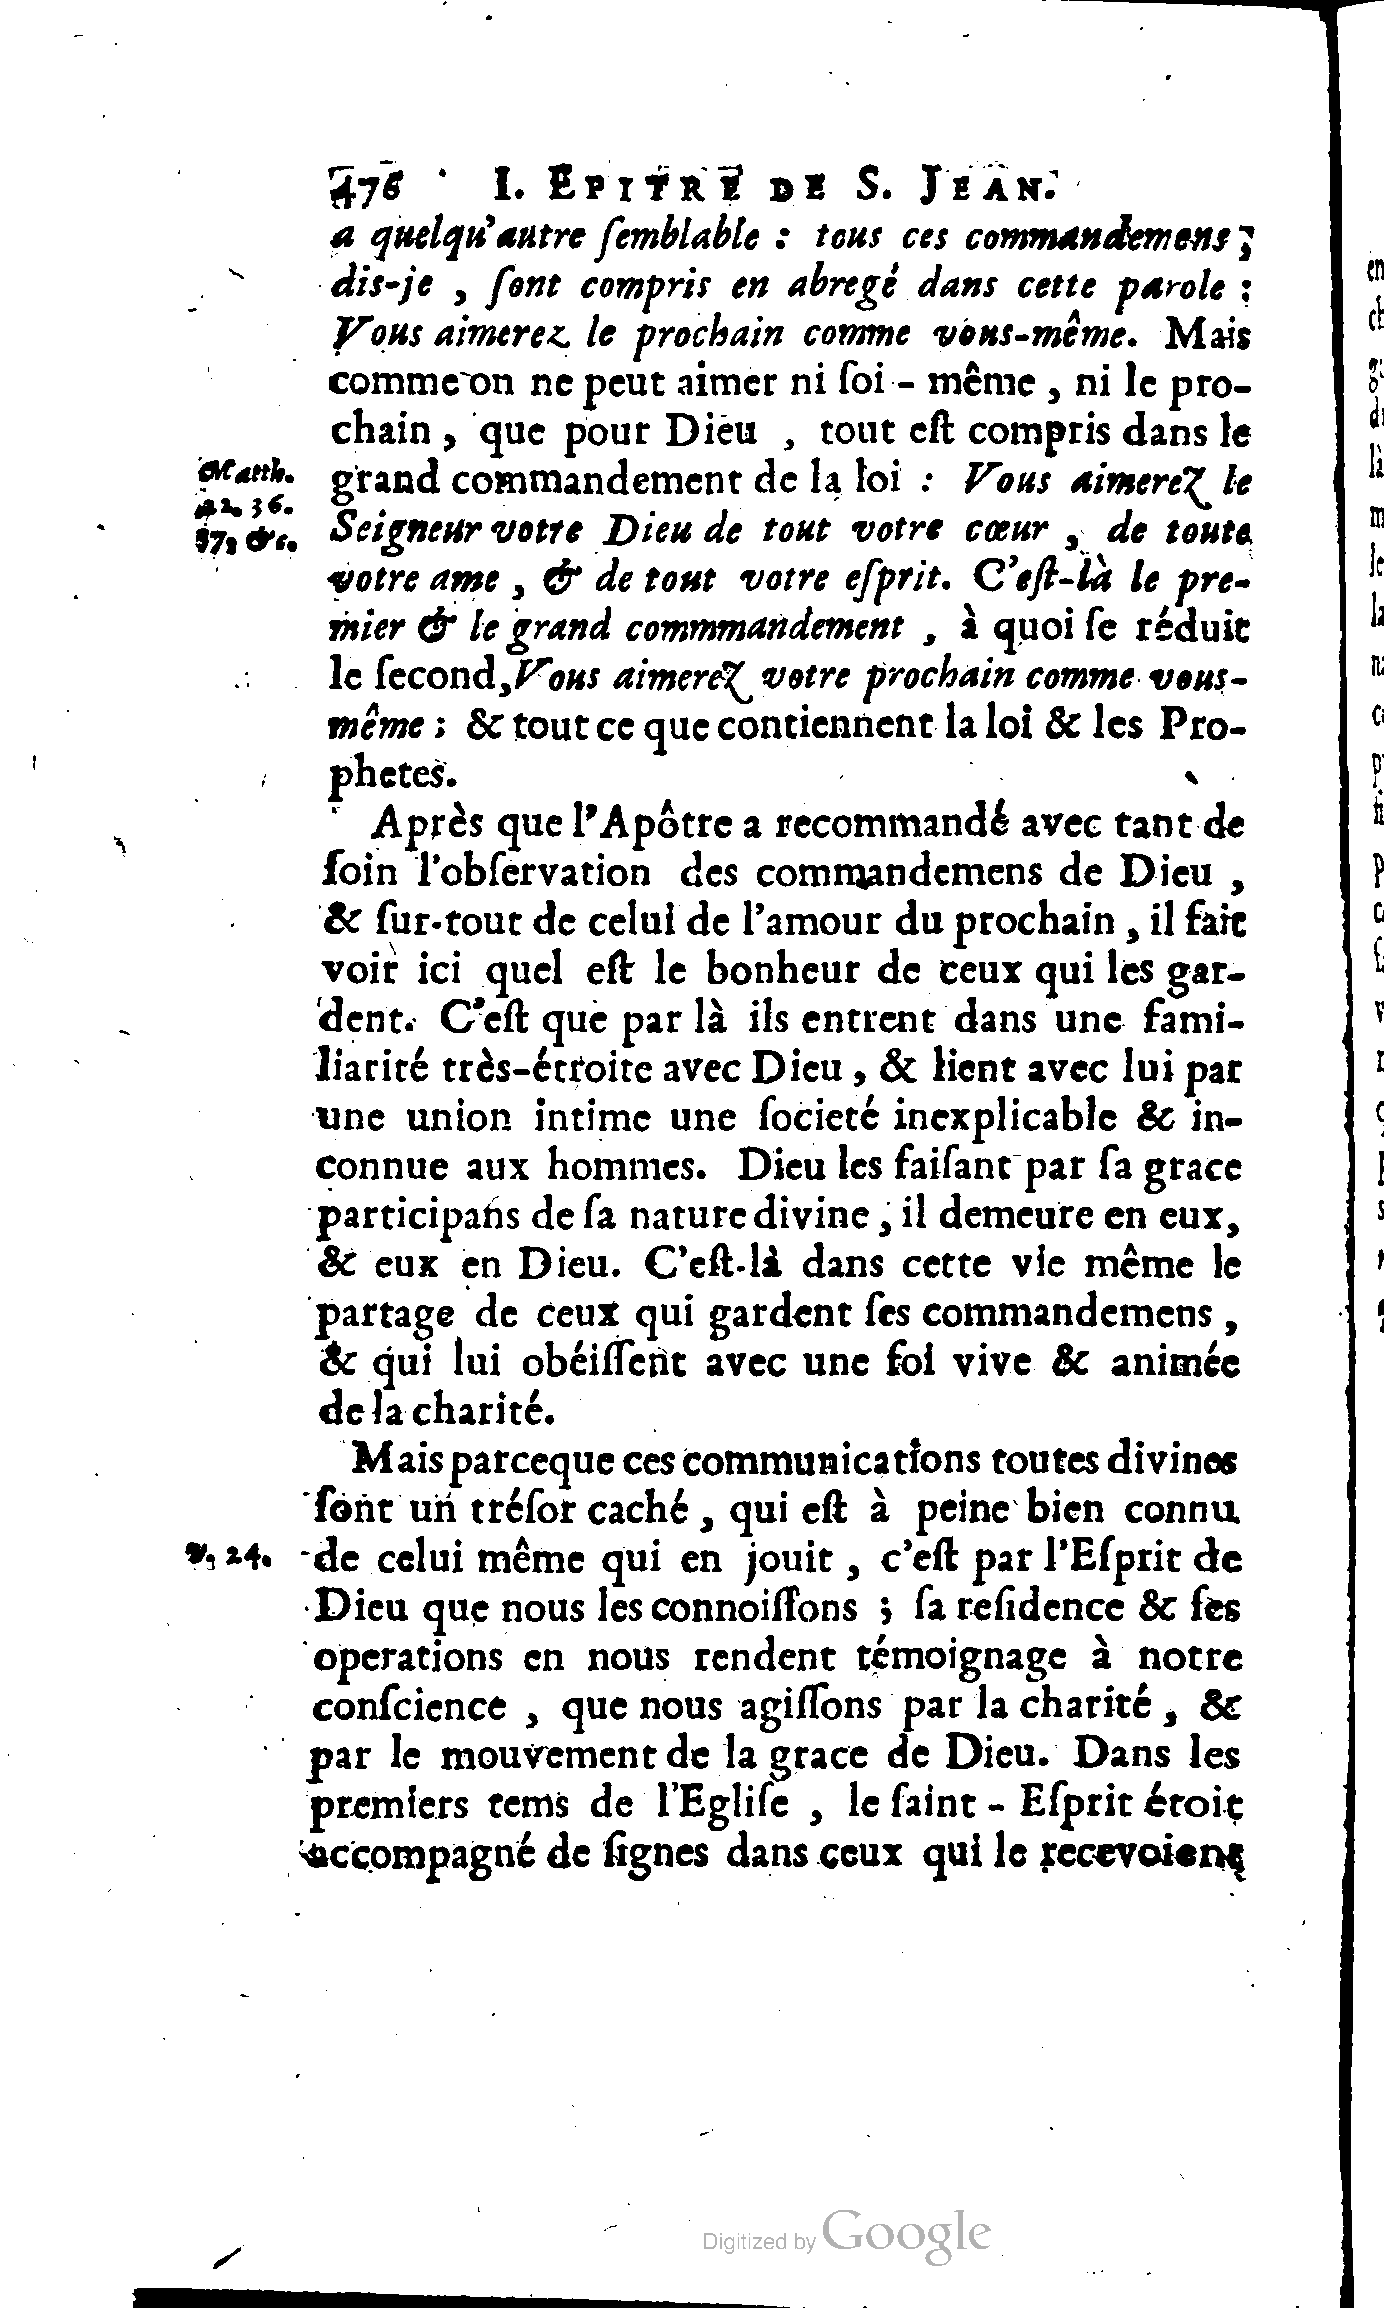 476 I. EPITRE DE S. JEAN.
a quelqu'autre ſemblable : tous ces commandemens,
dis-je , ſont compris en abregé dans cette parole :
Vous aimerez le prochain comme vous-même. Mais
comme on ne peut aimer ni ſoi - même , ni le pro-
chain , que pour Dieu , tout eſt compris dans le
Matth. grand commandement de la loi : Vous aimerez le
22. 36.
37, &c. Seigneur votre Dieu de tout votre cœur , de toute
votre ame , & de tout votre eſprit. C'eſt-là le pre-
mier & le grand commmandement , à quoi ſe réduit
le ſecond, Vous aimerez votre prochain comme vous-
même ; & tout ce que contiennent la loi & les Pro-
phetes.
Après que l'Apôtre a recommandé avec tant de
ſoin l'obſervation des commandemens de Dieu ,
& ſur-tout de celui de l'amour du prochain , il fait
voir ici quel eſt le bonheur de ceux qui les gar-
dent. C'eſt que par là ils entrent dans une fami-
liarité très-étroite avec Dieu , & lient avec lui par
une union intime une ſocieté inexplicable & in-
connue aux hommes. Dieu les faiſant par ſa grace
participans de ſa nature divine , il demeure en eux,
& eux en Dieu. C'eſt-là dans cette vie même le
partage de ceux qui gardent ſes commandemens ,
& qui lui obéiſſent avec une foi vive & animée
de la charité.
Mais parceque ces communications toutes divines
ſont un tréſor caché , qui eſt à peine bien connu
v. 24. de celui même qui en jouit , c'eſt par l'Eſprit de
Dieu que nous les connoiſſons ; ſa reſidence & ſes
operations en nous rendent témoignage à notre
conſcience , que nous agiſſons par la charité , &
par le mouvement de la grace de Dieu. Dans les
premiers tems de l'Egliſe , le ſaint - Eſprit étoit
accompagné de ſignes dans ceux qui le recevoient
Digitized by Google